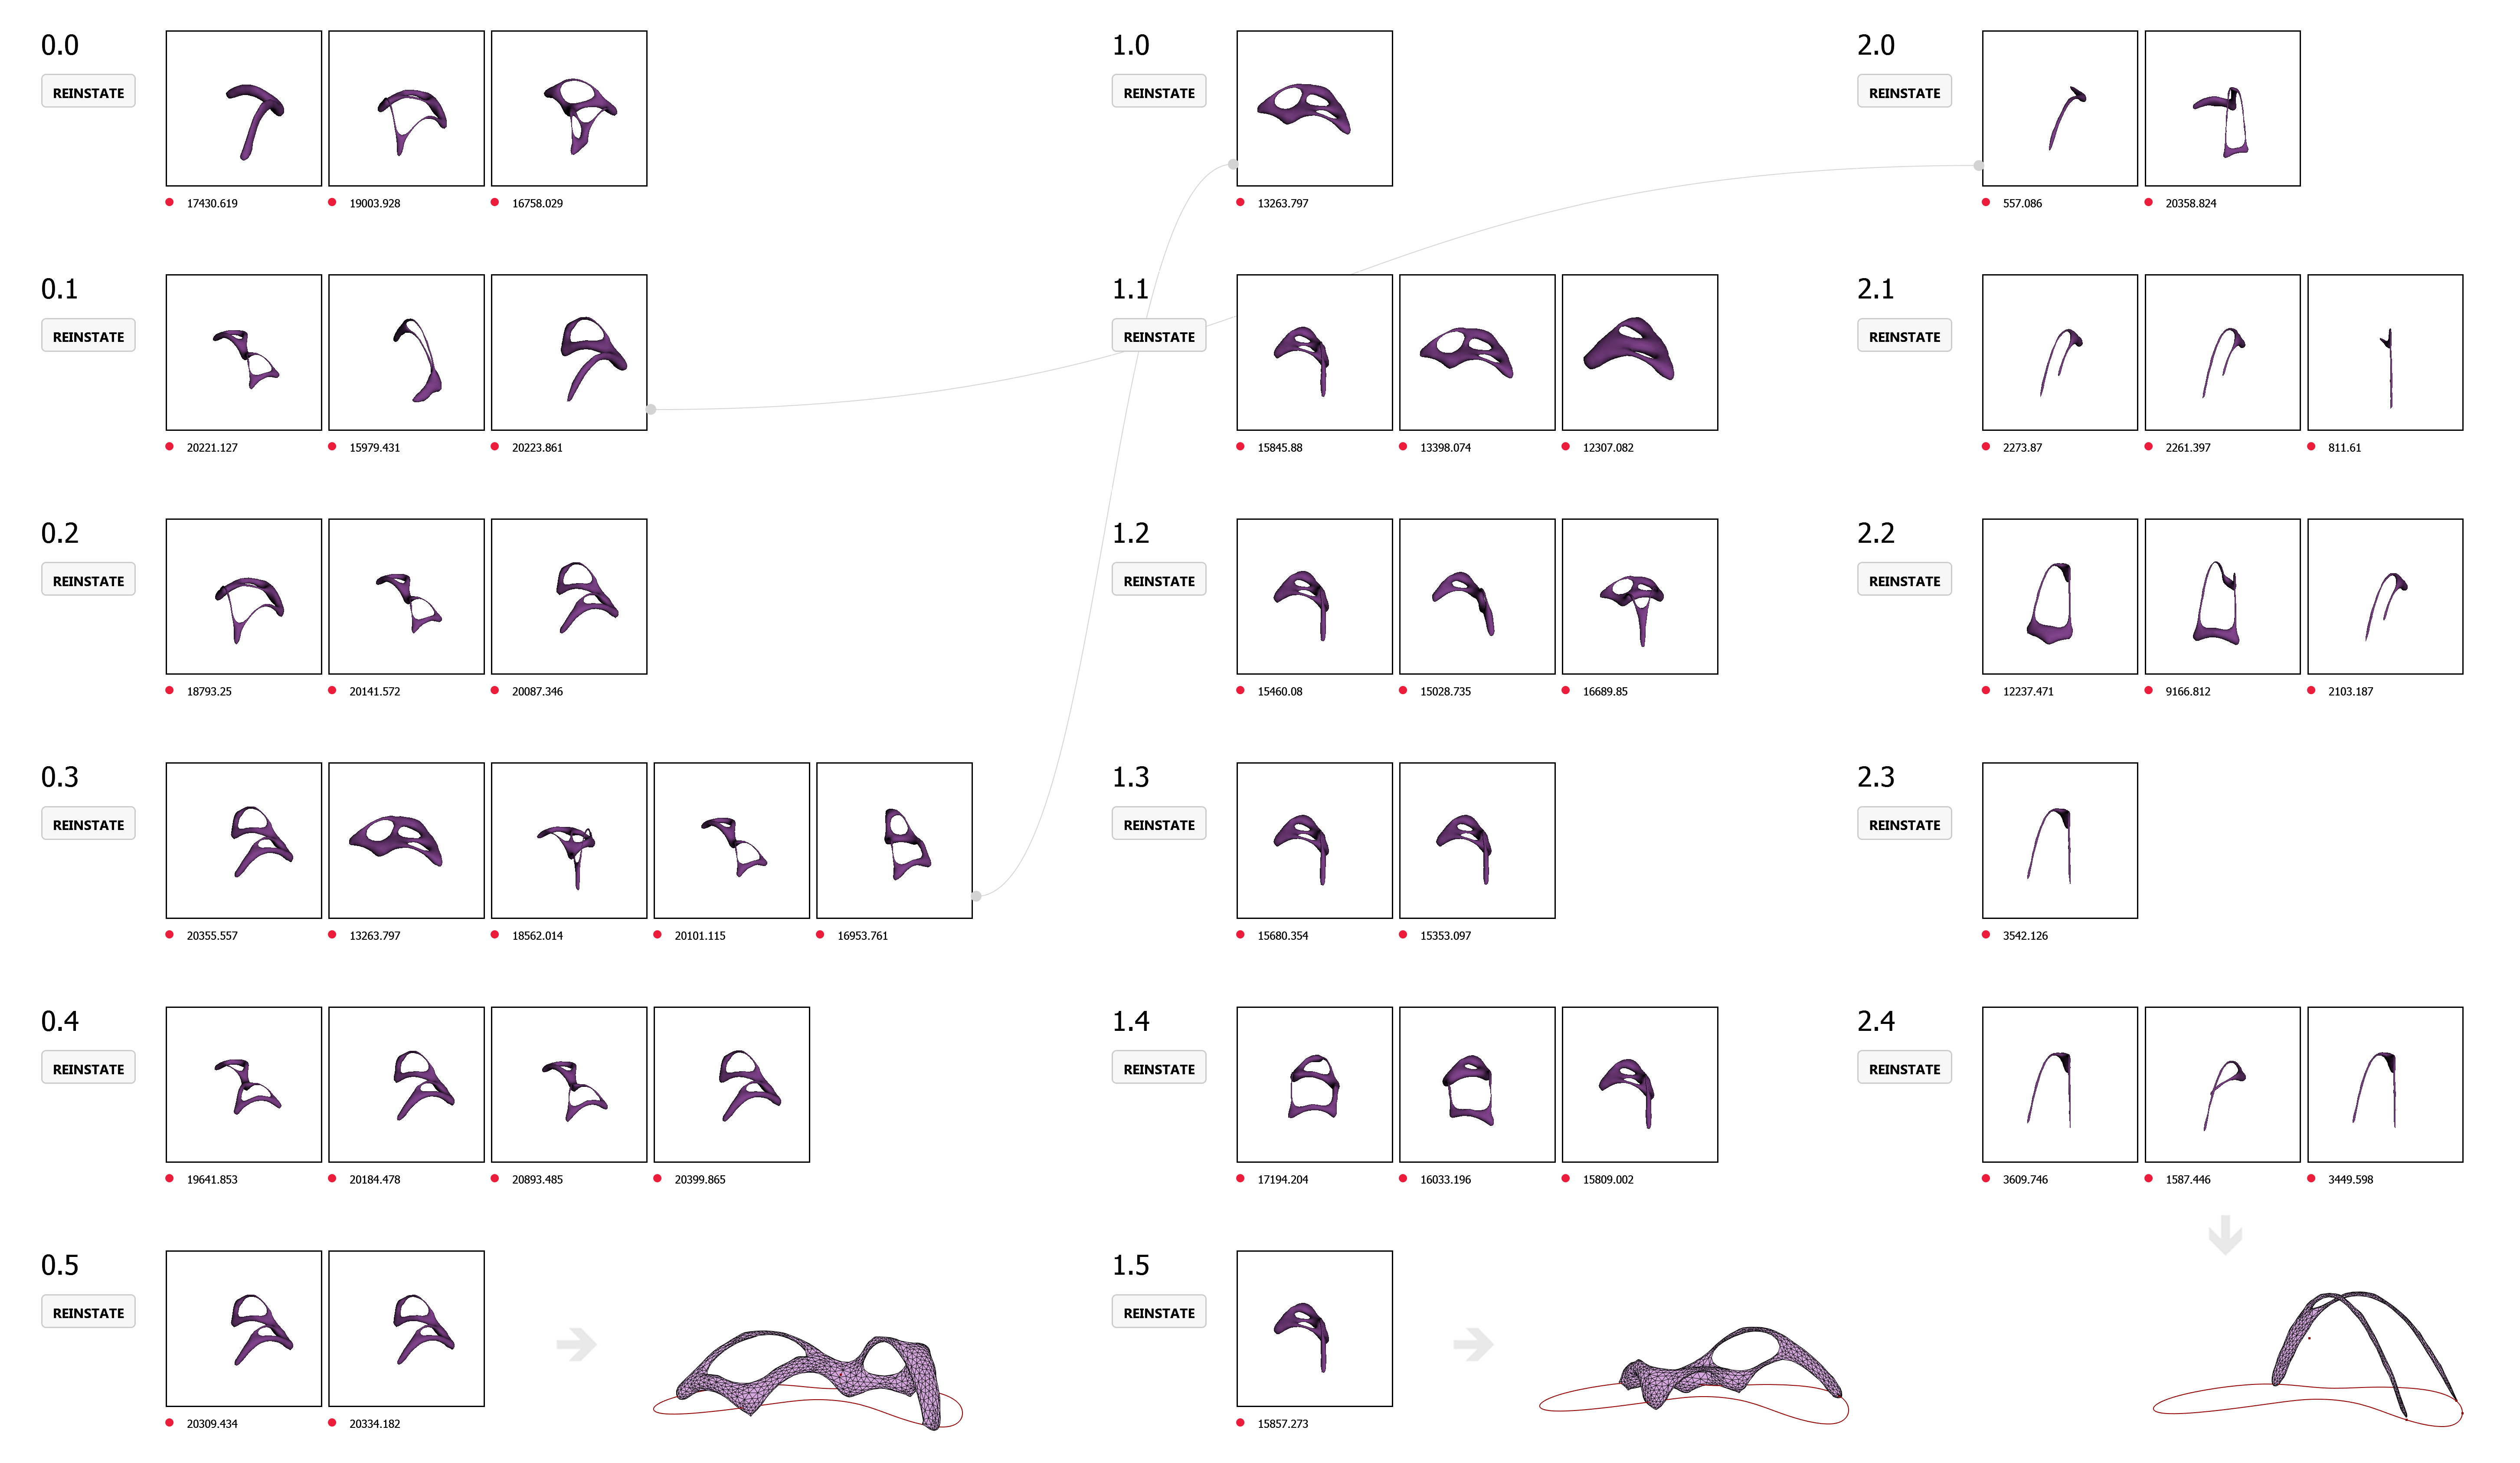 0.0
REINSTATE
17430.619 19003.928 16758.029
1.0
REINSTATE
13263.797
2.0
REINSTATE
557.086 20358.824
0.1
REINSTATE
20221.127 15979.431 20223.861
1.1
REINSTATE
15845.88 13398.074 12307.082
2.1
REINSTATE
2273.87 2261.397 811.61
0.2
REINSTATE
18793.25 20141.572 20087.346
1.2
REINSTATE
15460.08 15028.735 16689.85
2.2
REINSTATE
12237.471 9166.812 2103.187
0.3
REINSTATE
20355.557 13263.797 18562.014 20101.115 16953.761
1.3
REINSTATE
15680.354 15353.097
2.3
REINSTATE
3542.126
0.4
REINSTATE
19641.853 20184.478 20893.485 20399.865
1.4
REINSTATE
17194.204 16033.196 15809.002
2.4
REINSTATE
3609.746 1587.446 3449.598
0.5
REINSTATE
20309.434 20334.182
1.5
REINSTATE
15857.273